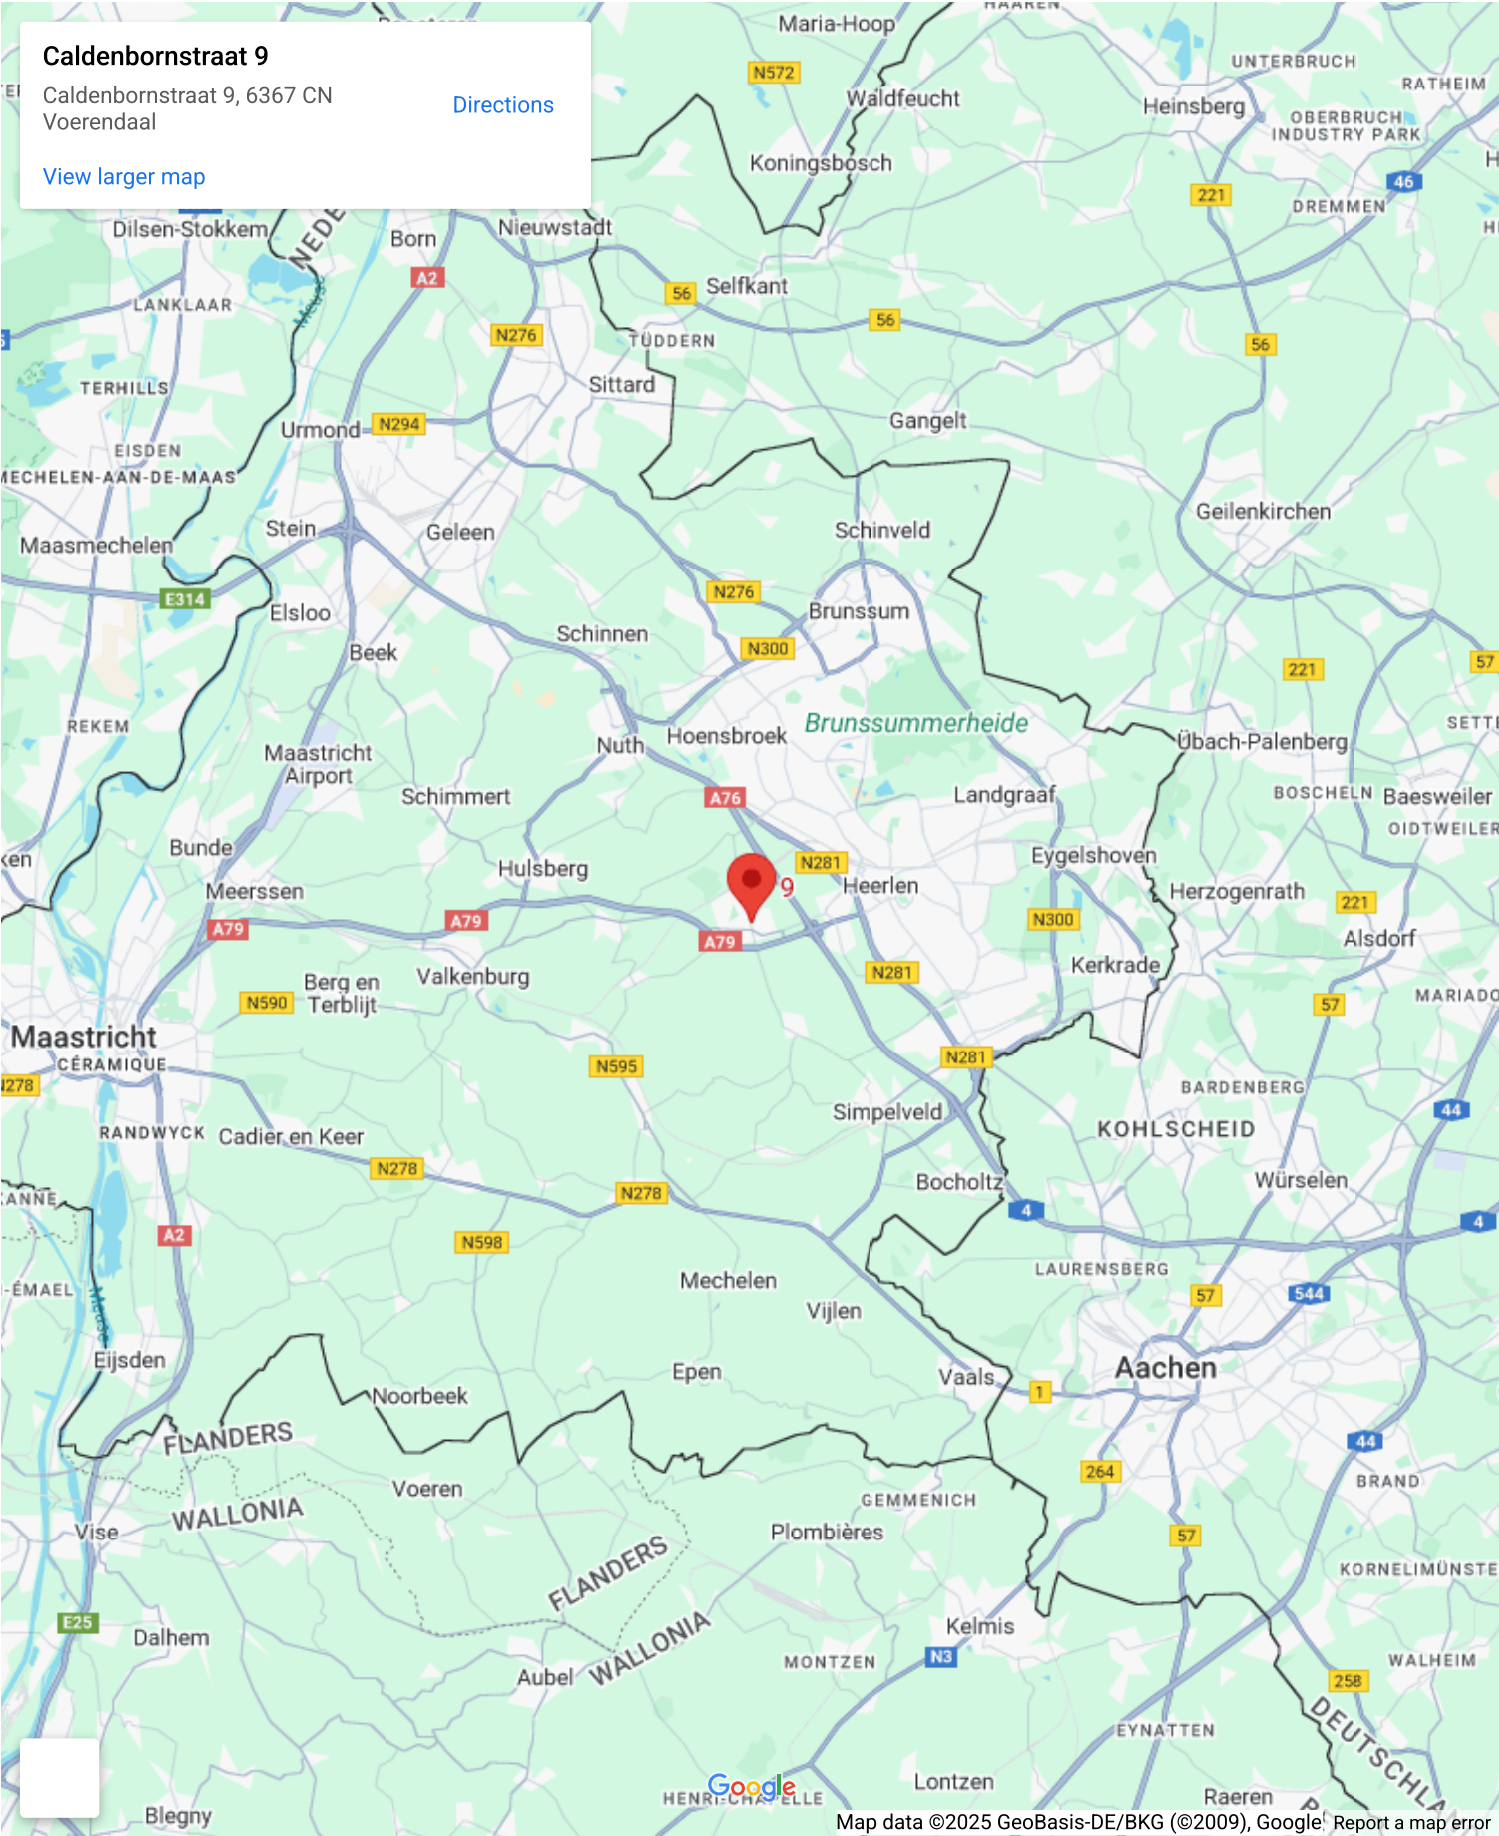 Caldenbornstraat 9
Caldenbornstraat 9, 6367 CN
Voerendaal
Directions
View larger map
Maria-Hoop
HAAREN
N572
UNTERBRUCH
RATHEIM
Waldfeucht
Heinsberg
OBERBRUCH
INDUSTRY PARK
Koningsbosch
46
221
DREMMEN
Dilsen-Stokkem
Born
Nieuwstadt
A2
56
Selfkant
LANKLAAR
Meuse
56
N276
TÜDDERN
56
TERHILLS
Sittard
Urmond
N294
Gangelt
EISDEN
MECHELEN-AAN-DE-MAAS
Geilenkirchen
Stein
Geleen
Schinveld
Maasmechelen
E314
N276
Elsloo
Brunssum
Schinnen
N300
Beek
221
57
REKEM
Brunssummerheide
Hoensbroek
Nuth
Übach-Palenberg
Maastricht
Airport
Schimmert
A76
Landgraaf
BOSCHELN
Baesweiler
OIDTWEILER
Bunde
Hulsberg
N281
Eygelshoven
9
Heerlen
Meerssen
Herzogenrath
221
A79
A79
A79
N300
Alsdorf
Valkenburg
N281
Kerkrade
Berg en
Terblijt
N590
57
Maastricht
CÉRAMIQUE
N278
N595
N281
BARDENBERG
Simpelveld
44
RANDWYCK
Cadier en Keer
KOHLSCHEID
N278
N278
Bocholtz
Würselen
4
4
A2
N598
Mechelen
LAURENSBERG
57
544
Vijlen
Meuse
Eijsden
Epen
Vaals
Aachen
Noorbeek
1
FLANDERS
44
264
BRAND
Voeren
WALLONIA
GEMMENICH
Vise
Plombières
57
FLANDERS
KORNELIMÜNSTE
E25
Dalhem
Kelmis
WALLONIA
N3
MONTZEN
WALHEIM
Aubel
258
EYNATTEN
DEUTSCHLAN
Google
HENRI-CHAPELLE
Lontzen
Raeren
Blegny
Map data ©2025 GeoBasis-DE/BKG (©2009), Google
Report a map error